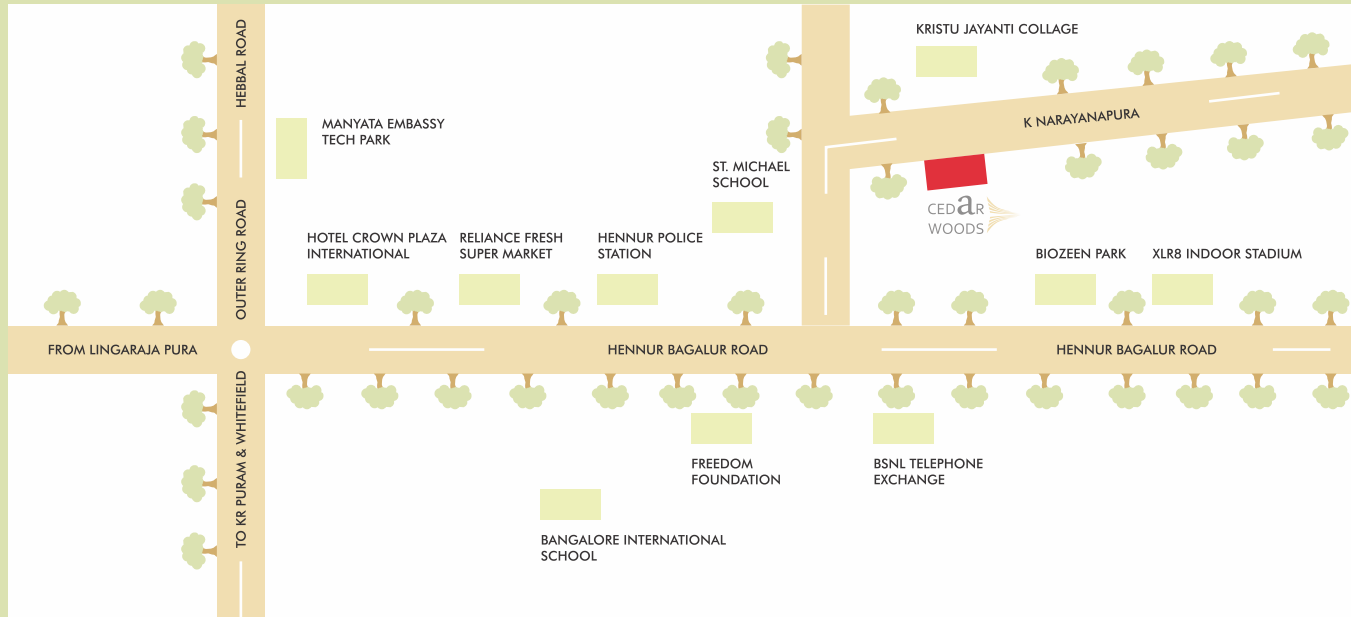 HEBBAL ROAD
KRISTU JAYANTI COLLAGE
MANYATA EMBASSY
TECH PARK
K NARAYANAPURA
ST. MICHAEL
SCHOOL
CEDaR
WOODS
OUTER RING ROAD
HOTEL CROWN PLAZA
INTERNATIONAL
RELIANCE FRESH
SUPER MARKET
HENNUR POLICE
STATION
BIOZEEN PARK
XLR8 INDOOR STADIUM
FROM LINGARAJA PURA
HENNUR BAGALUR ROAD
HENNUR BAGALUR ROAD
TO KR PURAM & WHITEFIELD
FREEDOM
FOUNDATION
BSNL TELEPHONE
EXCHANGE
BANGALORE INTERNATIONAL
SCHOOL